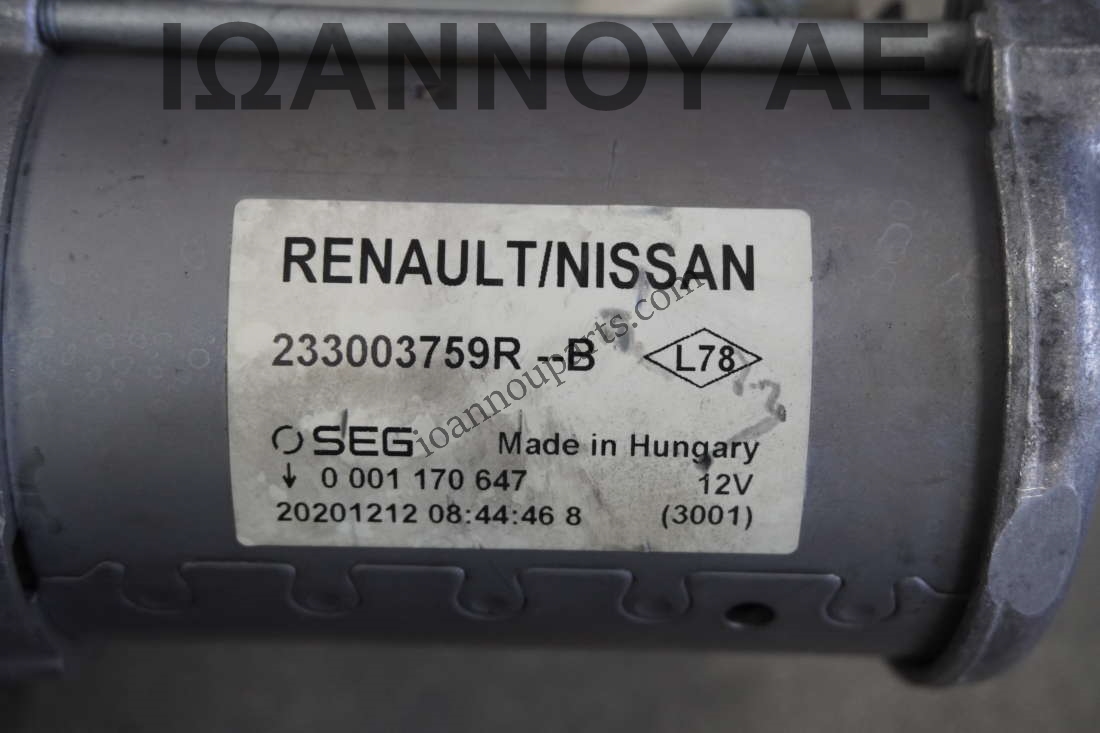 ΙΩΑΝΝΟΥ ΑΕ
RENAULT/NISSAN
233003759R --B L78
ioannouparts.com
SEG Made in Hungary
↓ 0 001 170 647 12V
20201212 08:44:46 8 (3001)